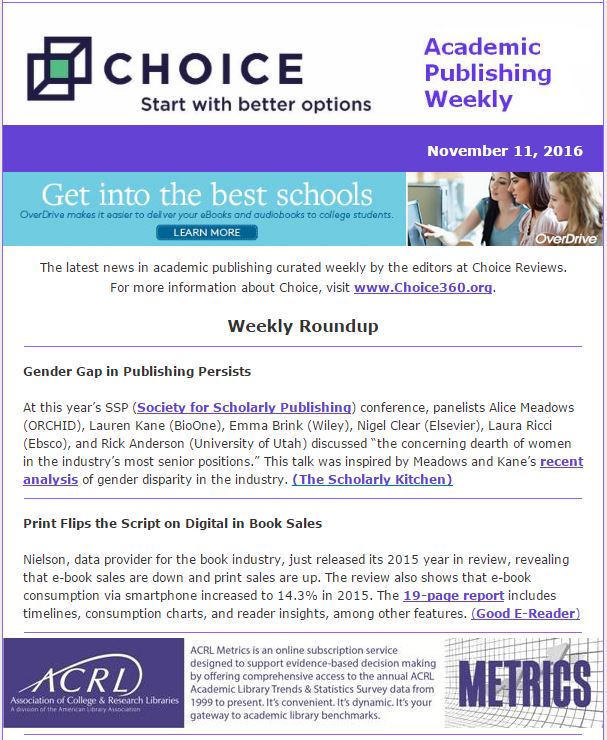 CHOICE
Start with better options
Academic
Publishing
Weekly
November 11, 2016
Get into the best schools
OverDrive makes it easier to deliver your eBooks and audiobooks to college students.
LEARN MORE
OverDrive
The latest news in academic publishing curated weekly by the editors at Choice Reviews.
For more information about Choice, visit www.Choice360.org.
Weekly Roundup
Gender Gap in Publishing Persists
At this year's SSP (Society for Scholarly Publishing) conference, panelists Alice Meadows
(ORCHID), Lauren Kane (BioOne), Emma Brink (Wiley), Nigel Clear (Elsevier), Laura Ricci
(Ebsco), and Rick Anderson (University of Utah) discussed "the concerning dearth of women
in the industry's most senior positions." This talk was inspired by Meadows and Kane's recent
analysis of gender disparity in the industry. (The Scholarly Kitchen)
Print Flips the Script on Digital in Book Sales
Nielson, data provider for the book industry, just released its 2015 year in review, revealing
that e-book sales are down and print sales are up. The review also shows that e-book
consumption via smartphone increased to 14.3% in 2015. The 19-page report includes
timelines, consumption charts, and reader insights, among other features. (Good E-Reader)
ACRL
Association of College & Research Libraries
A division of the American Library Association
ACRL Metrics is an online subscription service
designed to support evidence-based decision making
by offering comprehensive access to the annual ACRL
Academic Library Trends & Statistics Survey data from
1999 to present. It's convenient. It's dynamic. It's your
gateway to academic library benchmarks.
METRICS